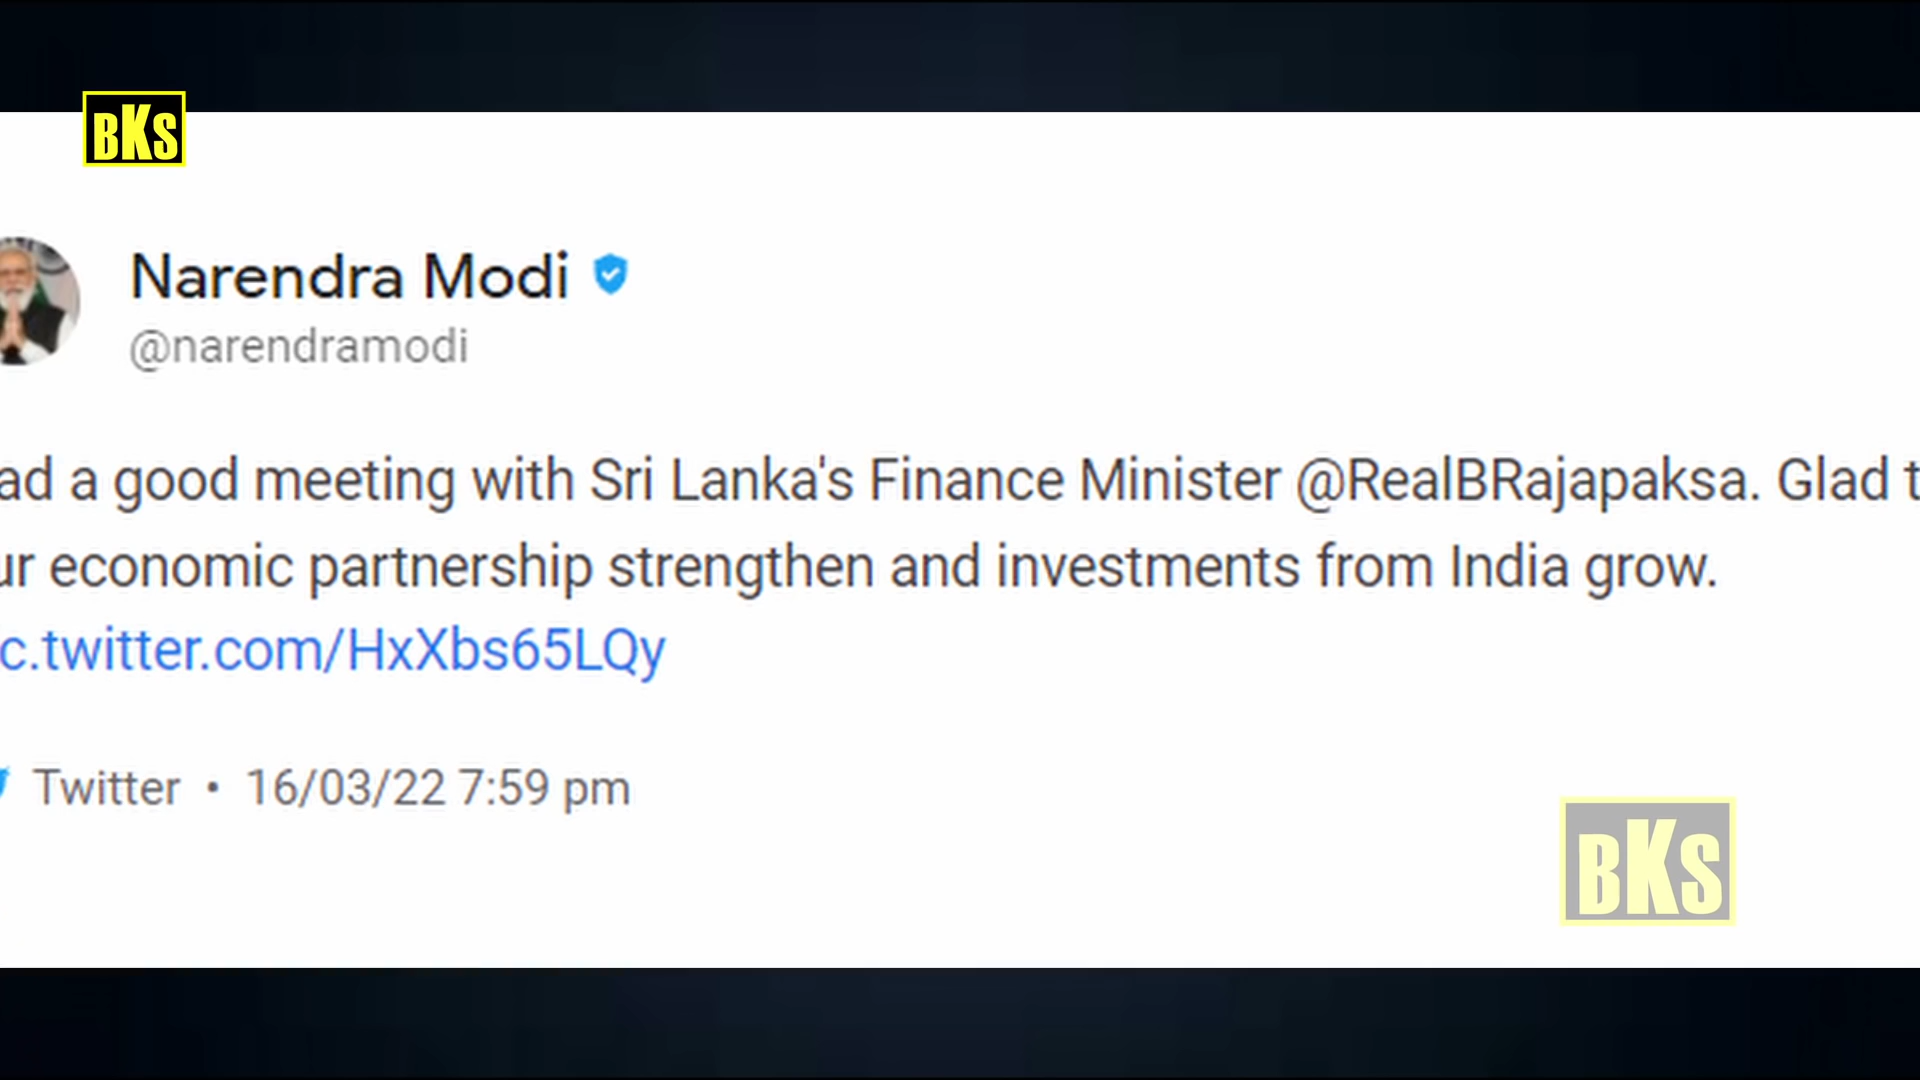 BKS
Narendra Modi
@narendramodi
ad a good meeting with Sri Lanka's Finance Minister @RealBRajapaksa. Glad t
ur economic partnership strengthen and investments from India grow.
c.twitter.com/HxXbs65LQy
Twitter • 16/03/22 7:59 pm
BKS